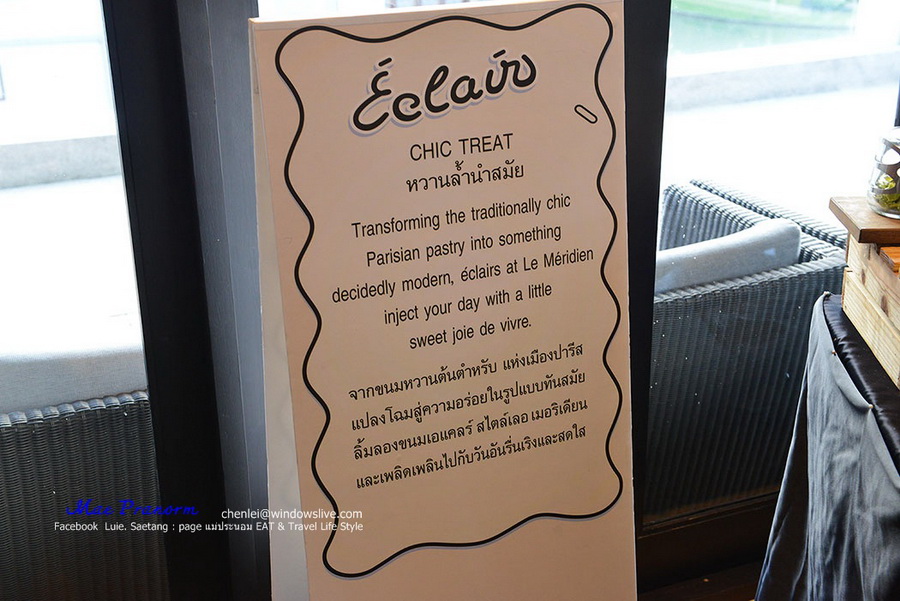 Éclairs
CHIC TREAT
หวานล้ำนำสมัย
Transforming the traditionally chic
Parisian pastry into something
decidedly modern, éclairs at Le Méridien
inject your day with a little
sweet joie de vivre.
จากขนมหวานต้นตำหรับ แห่งเมืองปารีส
แปลงโฉมสู่ความอร่อยในรูปแบบทันสมัย
ลิ้มลองขนมเอแคลร์ สไตล์เลอ เมอริเดียน
และเพลิดเพลินไปกับวันอันรื่นเริงและสดใส
Mae Pranorm chenlei@windowslive.com
Facebook Luie. Saetang : page แม่ประนอม EAT & Travel Life Style